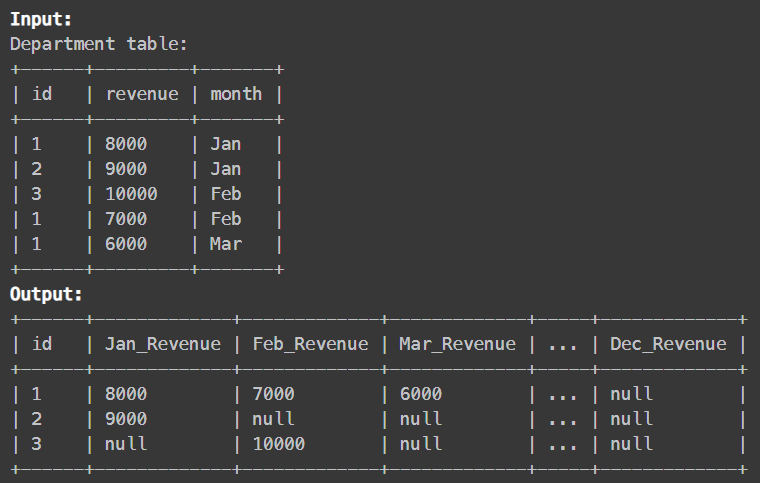 Input:
Department table:
+------+---------+-------+
| id   | revenue | month |
+------+---------+-------+
| 1    | 8000    | Jan   |
| 2    | 9000    | Jan   |
| 3    | 10000   | Feb   |
| 1    | 7000    | Feb   |
| 1    | 6000    | Mar   |
+------+---------+-------+
Output:
+------+-------------+-------------+-------------+-----+-------------+
| id   | Jan_Revenue | Feb_Revenue | Mar_Revenue | ... | Dec_Revenue |
+------+-------------+-------------+-------------+-----+-------------+
| 1    | 8000        | 7000        | 6000        | ... | null        |
| 2    | 9000        | null        | null        | ... | null        |
| 3    | null        | 10000       | null        | ... | null        |
+------+-------------+-------------+-------------+-----+-------------+